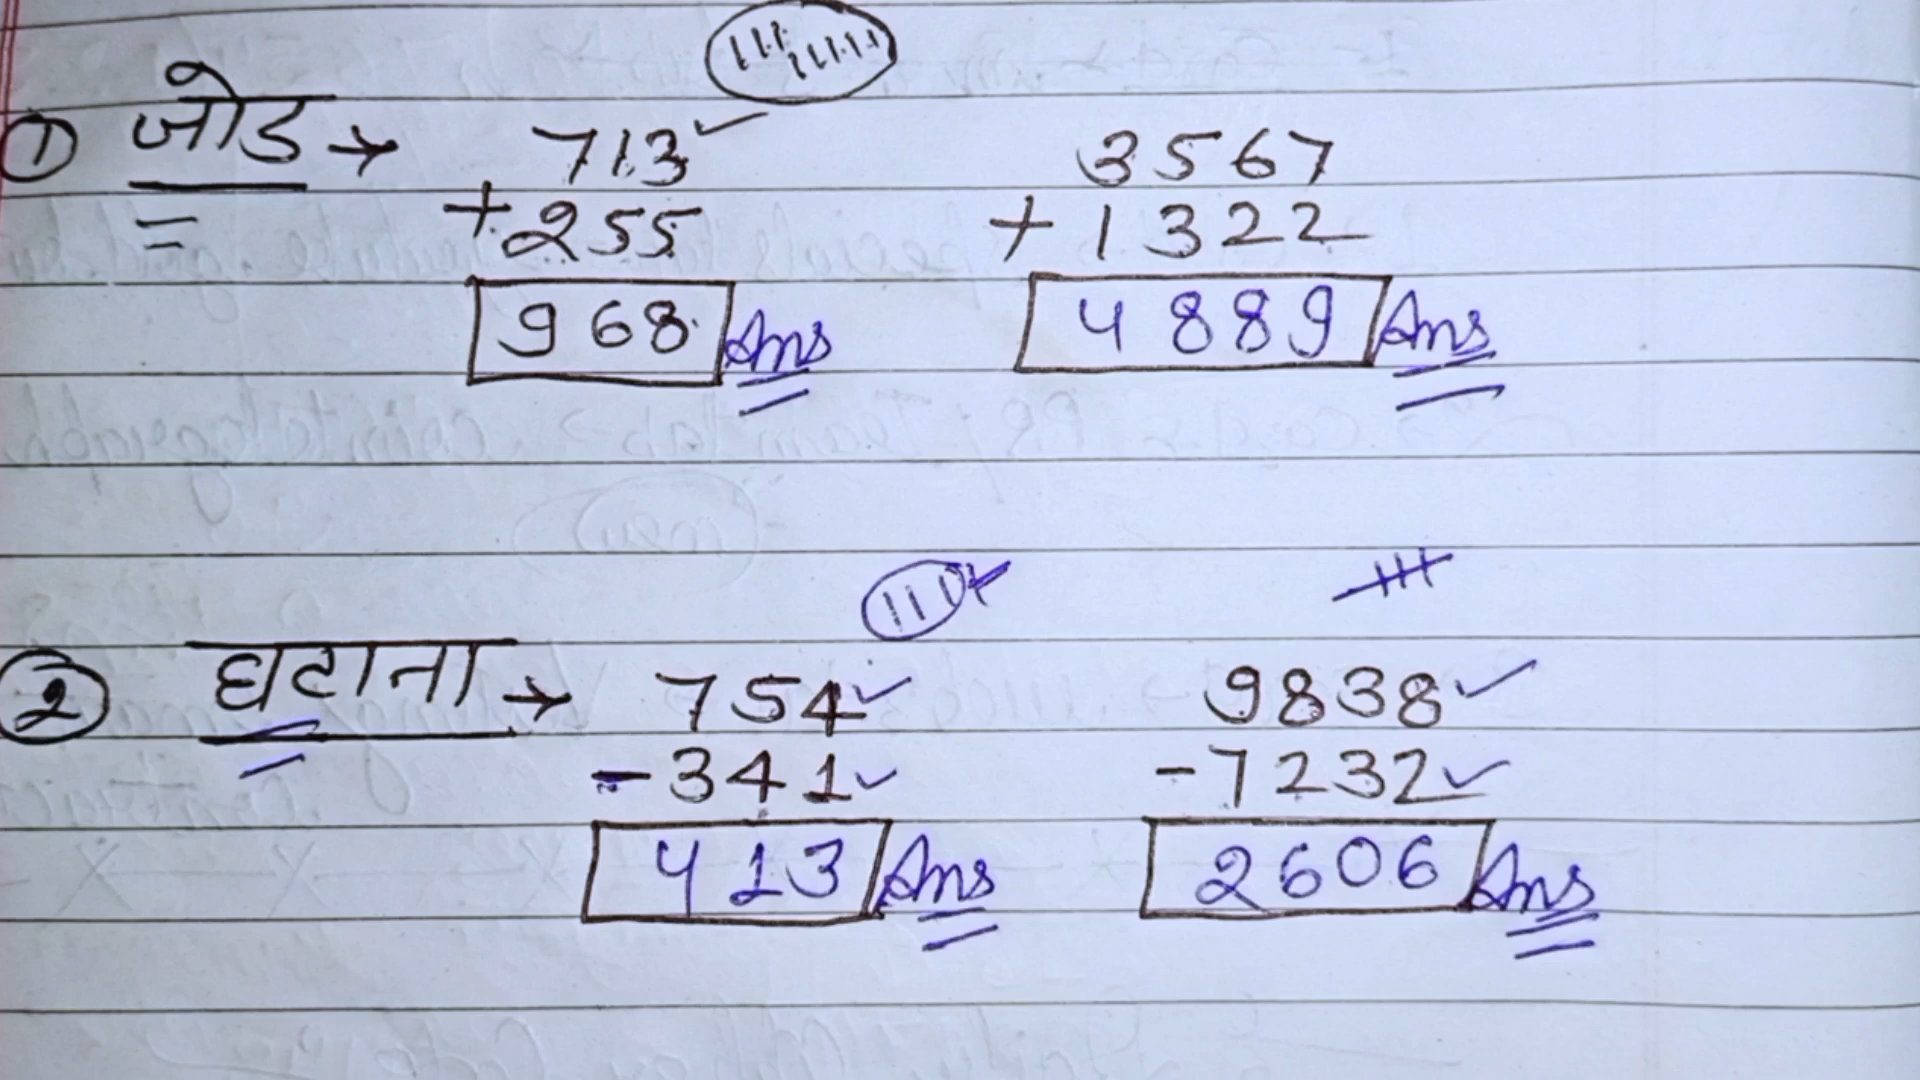 ① जोड → 713 3567
+255 +1322
968 Ans 4889 Ans
② घटाना → 754 9838
-341 -7232
413 Ans 2606 Ans